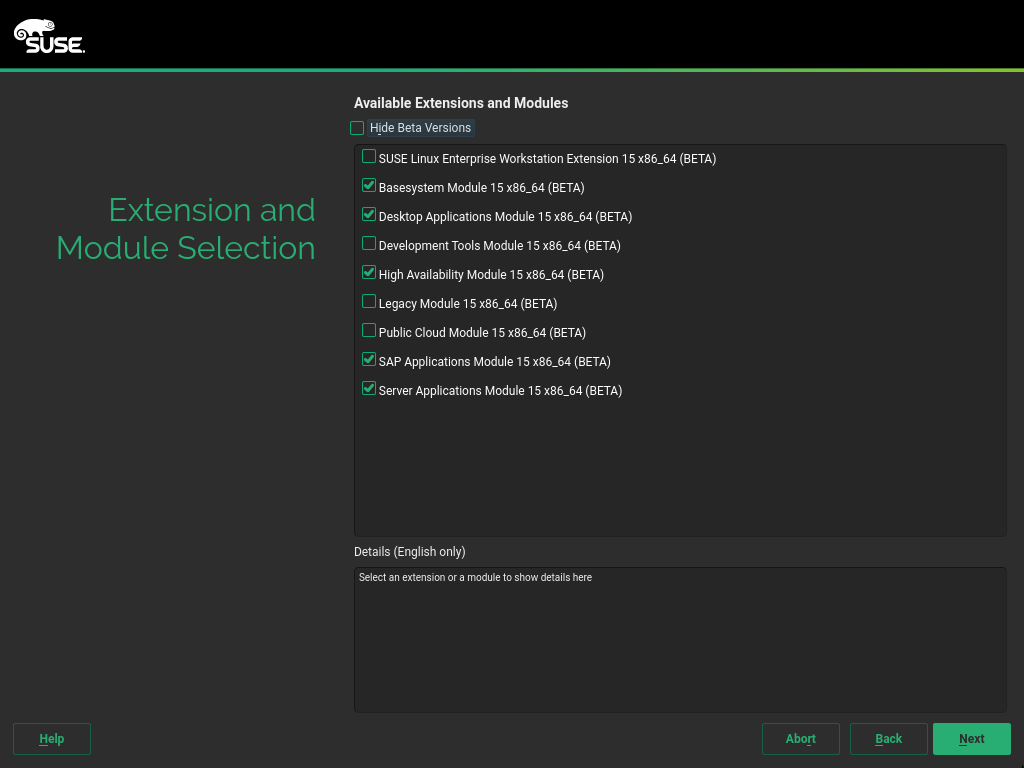 SUSE.
Available Extensions and Modules
Hide Beta Versions
Extension and
Module Selection
SUSE Linux Enterprise Workstation Extension 15 x86_64 (BETA)
Basesystem Module 15 x86_64 (BETA)
Desktop Applications Module 15 x86_64 (BETA)
Development Tools Module 15 x86_64 (BETA)
High Availability Module 15 x86_64 (BETA)
Legacy Module 15 x86_64 (BETA)
Public Cloud Module 15 x86_64 (BETA)
SAP Applications Module 15 x86_64 (BETA)
Server Applications Module 15 x86_64 (BETA)
Details (English only)
Select an extension or a module to show details here
Help
Abort
Back
Next